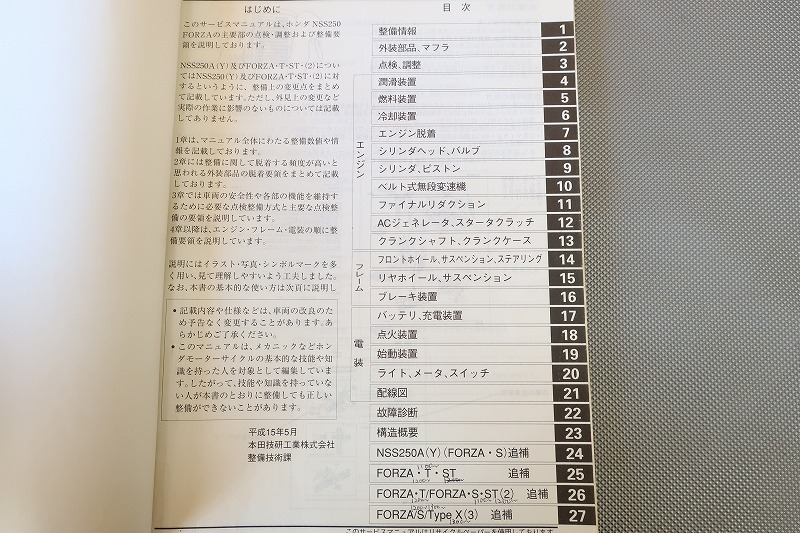 はじめに
このサービスマニュアルは、ホンダ NSS250
FORZAの主要部の点検・調整および整備要
領を説明しております。
NSS250A(Y)及びFORZA・T・ST・(2)につい
てはNSS250(Y)及びFORZA・T・ST・(2)に対
するというように、整備上の変更点をまとめ
て記載しています。ただし、外見上の変更など
実際の作業に影響のないものについては記載
してありません。
1章は、マニュアル全体にわたる整備数値や情
報を記載しております。
2章には整備に関して脱着する頻度が高いと
思われる外装部品の脱着要領をまとめて記載
しております。
3章では車両の安全性や各部の機能を維持す
るために必要な点検整備方式と主要な点検整
備の要領を説明しています。
4章以降は、エンジン・フレーム・電装の順に整
備要領を説明しています。
説明にはイラスト・写真・シンボルマークを多
く用い、見て理解しやすいよう工夫しました。
なお、本書の基本的な使い方は次頁に説明し
• 記載内容や仕様などは、車両の改良のた
め予告なく変更することがあります。あ
らかじめご了承ください。
• このマニュアルは、メカニックなどホン
ダモーターサイクルの基本的な技能や知
識を持った人を対象として編集していま
す。したがって、技能や知識を持っていな
い人が本書のとおりに整備しても正しい
整備ができないことがあります。
平成15年5月
本田技研工業株式会社
整備技術課
目 次
整備情報 1
外装部品、マフラ 2
点検、調整 3
エンジン
潤滑装置 4
燃料装置 5
冷却装置 6
エンジン脱着 7
シリンダヘッド、バルブ 8
シリンダ、ピストン 9
ベルト式無段変速機 10
ファイナルリダクション 11
ACジェネレータ、スタータクラッチ 12
クランクシャフト、クランクケース 13
フレーム
フロントホイール、サスペンション、ステアリング 14
リヤホイール、サスペンション 15
ブレーキ装置 16
電装
バッテリ、充電装置 17
点火装置 18
始動装置 19
ライト、メータ、スイッチ 20
配線図 21
故障診断 22
構造概要 23
NSS250A(Y)(FORZA・S)追補 24
FORZA・T・ST 追補 25
FORZA・T/FORZA・S・ST(2) 追補 26
FORZA/S/Type X(3) 追補 27
このサービスマニュアルはリサイクルペーパーを使用しております